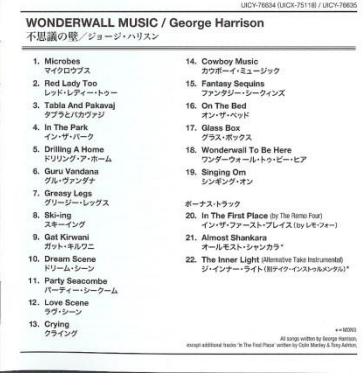 UICY-76634 (UICX-75118) / UICY-76635
WONDERWALL MUSIC / George Harrison
不思議の壁／ジョージ・ハリスン
1. Microbes
マイクロウブス
2. Red Lady Too
レッド・レディー・トゥー
3. Tabla And Pakavaj
タブラとパカヴァジ
4. In The Park
イン・ザ・パーク
5. Drilling A Home
ドリリング・ア・ホーム
6. Guru Vandana
グル・ヴァンダナ
7. Greasy Legs
グリージー・レッグス
8. Ski-ing
スキーイング
9. Gat Kirwani
ガット・キルワニ
10. Dream Scene
ドリーム・シーン
11. Party Seacombe
パーティー・シークーム
12. Love Scene
ラヴ・シーン
13. Crying
クライング
14. Cowboy Music
カウボーイ・ミュージック
15. Fantasy Sequins
ファンタジー・シークィンズ
16. On The Bed
オン・ザ・ベッド
17. Glass Box
グラス・ボックス
18. Wonderwall To Be Here
ワンダーウォール・トゥ・ビー・ヒア
19. Singing Om
シンギング・オン
ボーナス・トラック
20. In The First Place (by The Remo Four)
イン・ザ・ファースト・プレイス (by レモ・フォー)
21. Almost Shankara
オールモスト・シャンカラ*
22. The Inner Light (Alternative Take Instrumental)
ジ・インナー・ライト (別テイク・インストゥルメンタル)*
*=MONO
All songs written by George Harrison,
except additional tracks 'In The First Place' written by Colin Manley & Tony Ashton,